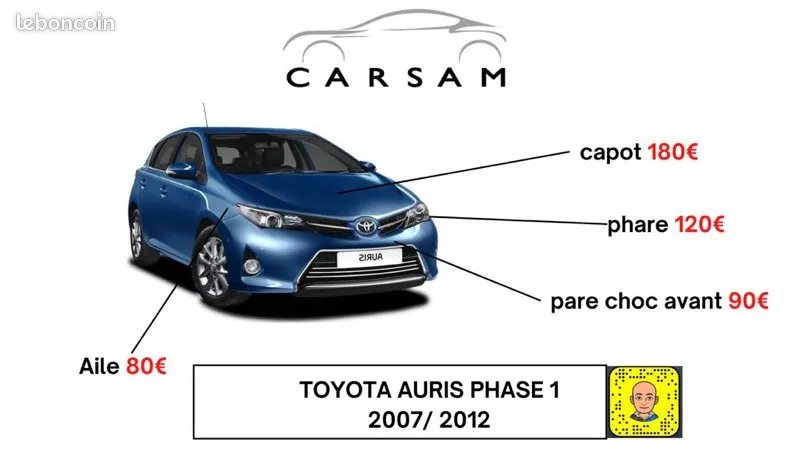 leboncoin
CARSAM
capot 180€
phare 120€
AURIS
pare choc avant 90€
Aile 80€
TOYOTA AURIS PHASE 1
2007/ 2012